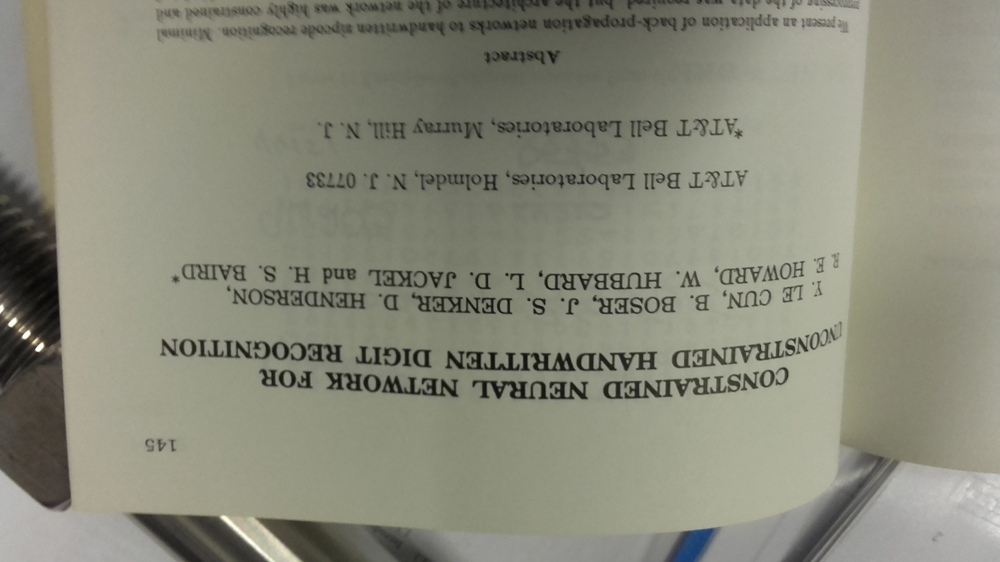 145
CONSTRAINED NEURAL NETWORK FOR
UNCONSTRAINED HANDWRITTEN DIGIT RECOGNITION
Y. LE CUN, B. BOSER, J. S. DENKER, D. HENDERSON,
R. E. HOWARD, W. HUBBARD, L. D. JACKEL and H. S. BAIRD*
AT&T Bell Laboratories, Holmdel, N. J. 07733
*AT&T Bell Laboratories, Murray Hill, N. J.
Abstract
We present an application of back-propagation networks to handwritten zipcode recognition. Minimal
preprocessing of the data was required, but the architecture of the network was highly constrained and
2